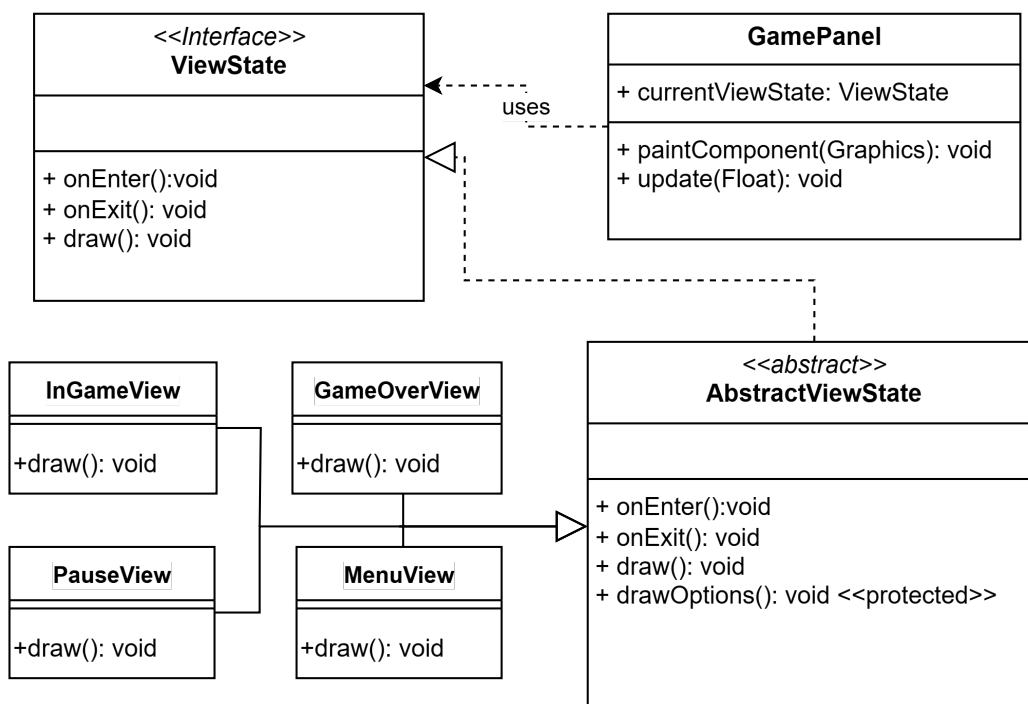 <<Interface>>
ViewState
+ onEnter():void
+ onExit(): void
+ draw(): void
uses
GamePanel
+ currentViewState: ViewState
+ paintComponent(Graphics): void
+ update(Float): void
InGameView
+draw(): void
GameOverView
+draw(): void
PauseView
+draw(): void
MenuView
+draw(): void
<<abstract>>
AbstractViewState
+ onEnter():void
+ onExit(): void
+ draw(): void
+ drawOptions(): void <<protected>>